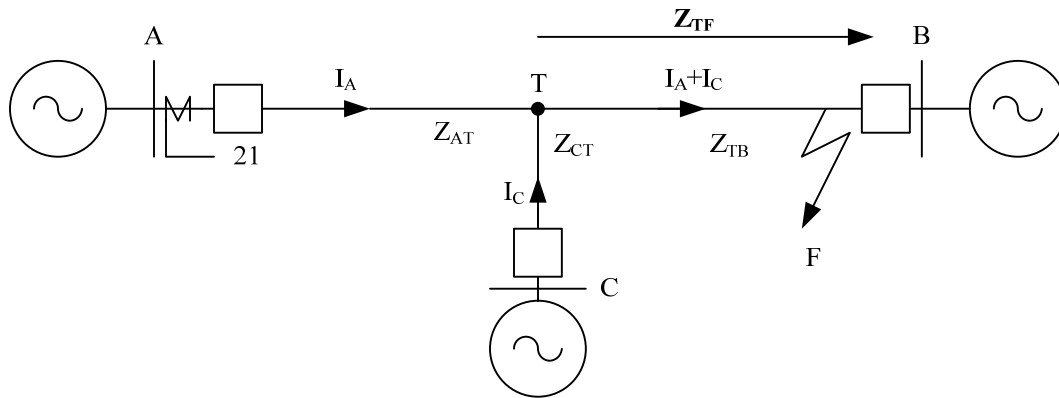 Z_TF
A
B
I_A
T
I_A+I_C
21
Z_AT
Z_CT
Z_TB
I_C
F
C